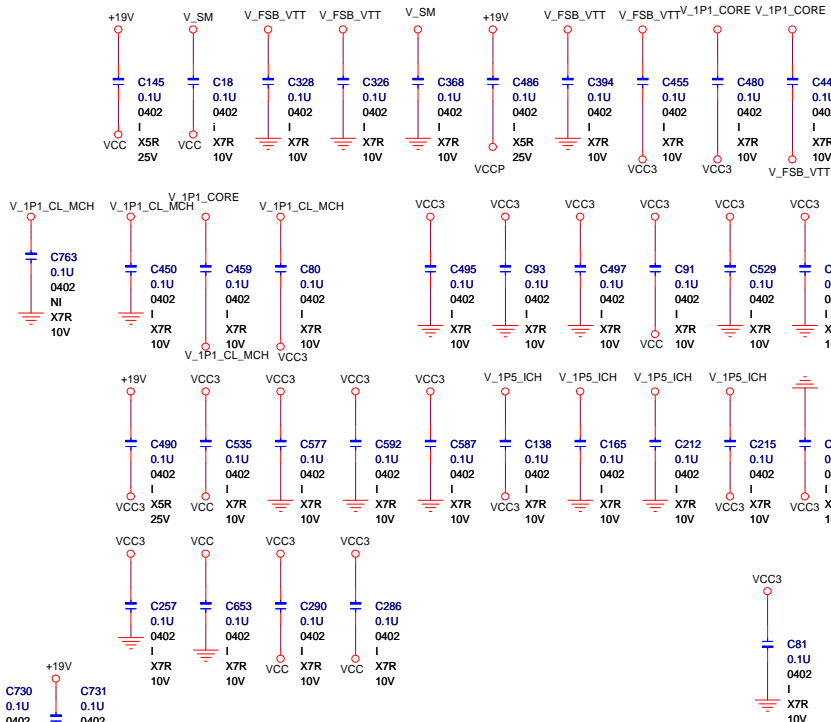 +19V
V_SM
V_FSB_VTT
V_FSB_VTT
V_SM
+19V
V_FSB_VTT
V_FSB_VTT
V_1P1_CORE
V_1P1_CORE
C145
0.1U
0402
I
X5R
25V
VCC
C18
0.1U
0402
i
X7R
10V
VCC
C328
0.1U
0402
I
X7R
10V
C326
0.1U
0402
I
X7R
10V
C368
0.1U
0402
I
X7R
10V
C486
0.1U
0402
I
X5R
25V
VCCP
C394
0.1U
0402
I
X7R
10V
C455
0.1U
0402
I
X7R
10V
VCC3
C480
0.1U
0402
I
X7R
10V
VCC3
V_FSB_VTT
V_1P1_CL_MCH
V_1P1_CL_MCH
V_1P1_CORE
V_1P1_CL_MCH
VCC3
VCC3
VCC3
VCC3
VCC3
VCC3
C763
0.1U
0402
NI
X7R
10V
C450
0.1U
0402
I
X7R
10V
C459
0.1U
0402
I
X7R
10V
V_1P1_CL_MCH
C80
0.1U
0402
I
X7R
10V
VCC3
C495
0.1U
0402
I
X7R
10V
C93
0.1U
0402
I
X7R
10V
C497
0.1U
0402
I
X7R
10V
C91
0.1U
0402
I
X7R
10V
VCC
C529
0.1U
0402
I
X7R
10V
+19V
VCC3
VCC3
VCC3
VCC3
V_1P5_ICH
V_1P5_ICH
V_1P5_ICH
V_1P5_ICH
C490
0.1U
0402
I
X5R
25V
VCC3
C535
0.1U
0402
I
X7R
10V
VCC
C577
0.1U
0402
I
X7R
10V
C592
0.1U
0402
I
X7R
10V
C587
0.1U
0402
I
X7R
10V
C138
0.1U
0402
I
X7R
10V
VCC3
C165
0.1U
0402
I
X7R
10V
C212
0.1U
0402
I
X7R
10V
C215
0.1U
0402
I
X7R
10V
VCC3
VCC3
VCC3
VCC
VCC3
VCC3
C257
0.1U
0402
I
X7R
10V
C653
0.1U
0402
I
X7R
10V
C290
0.1U
0402
I
X7R
10V
VCC
C286
0.1U
0402
I
X7R
10V
VCC
VCC3
C81
0.1U
0402
I
X7R
10V
+19V
C730
0.1U
0402
C731
0.1U
0402